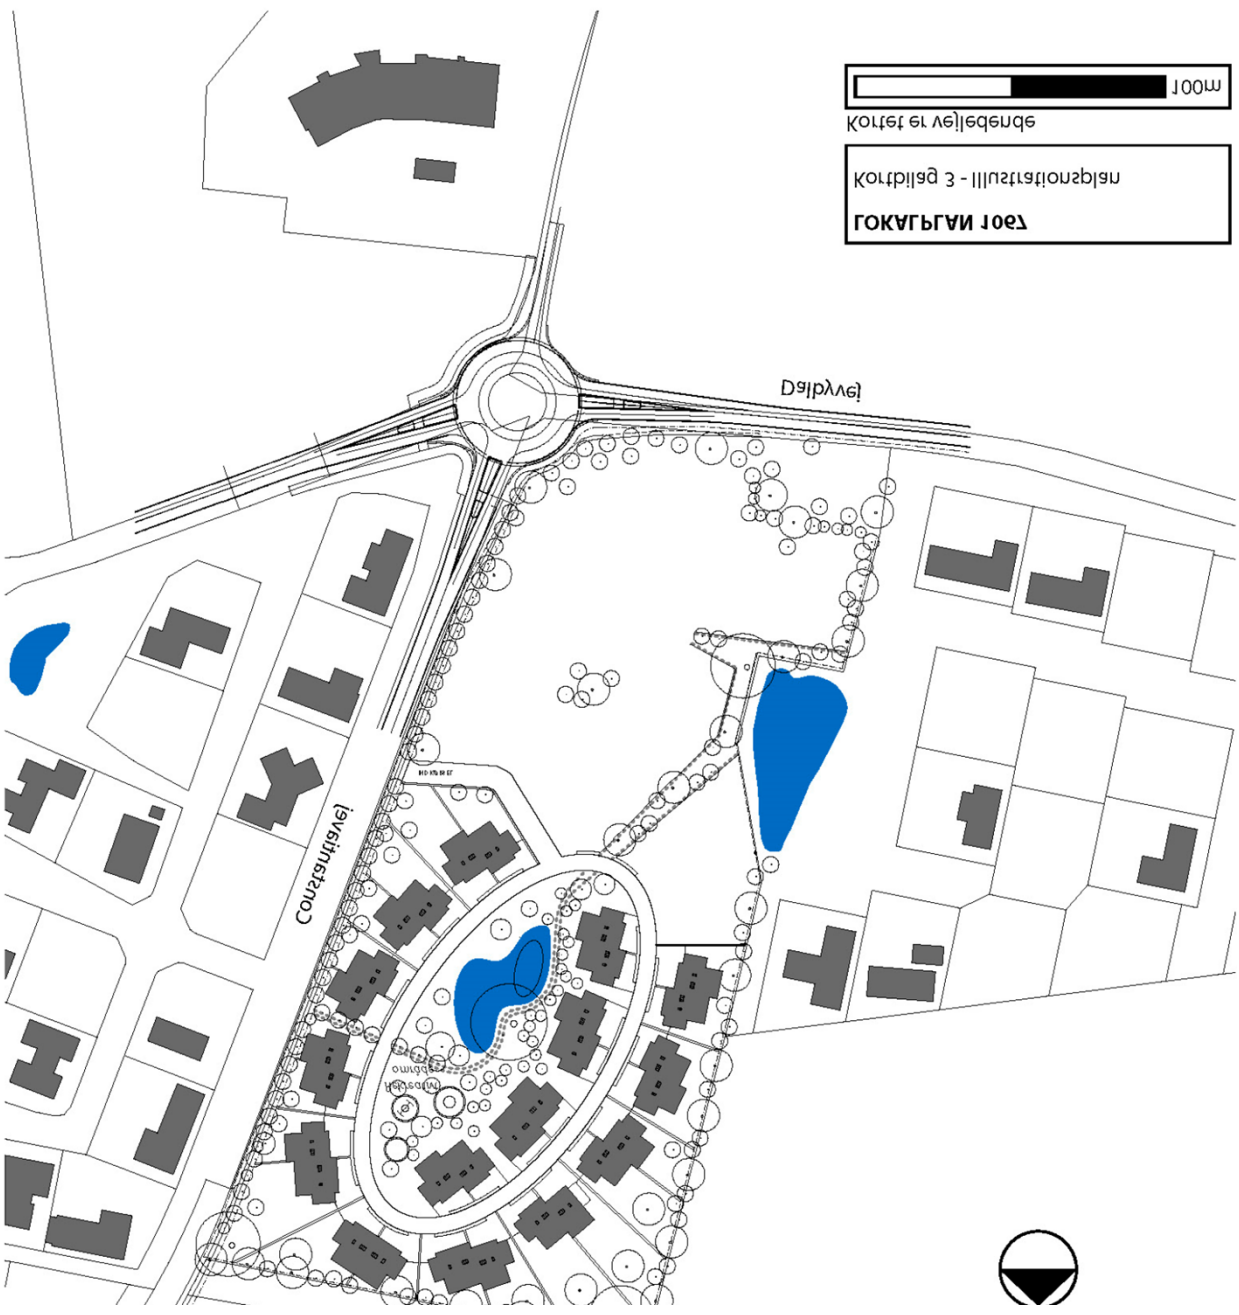 100m
Kortet er vejledende
Kortbilag 3 - Illustrationsplan
LOKALPLAN 1067
Dalbyvej
Constantiavej
Rekreativt
område